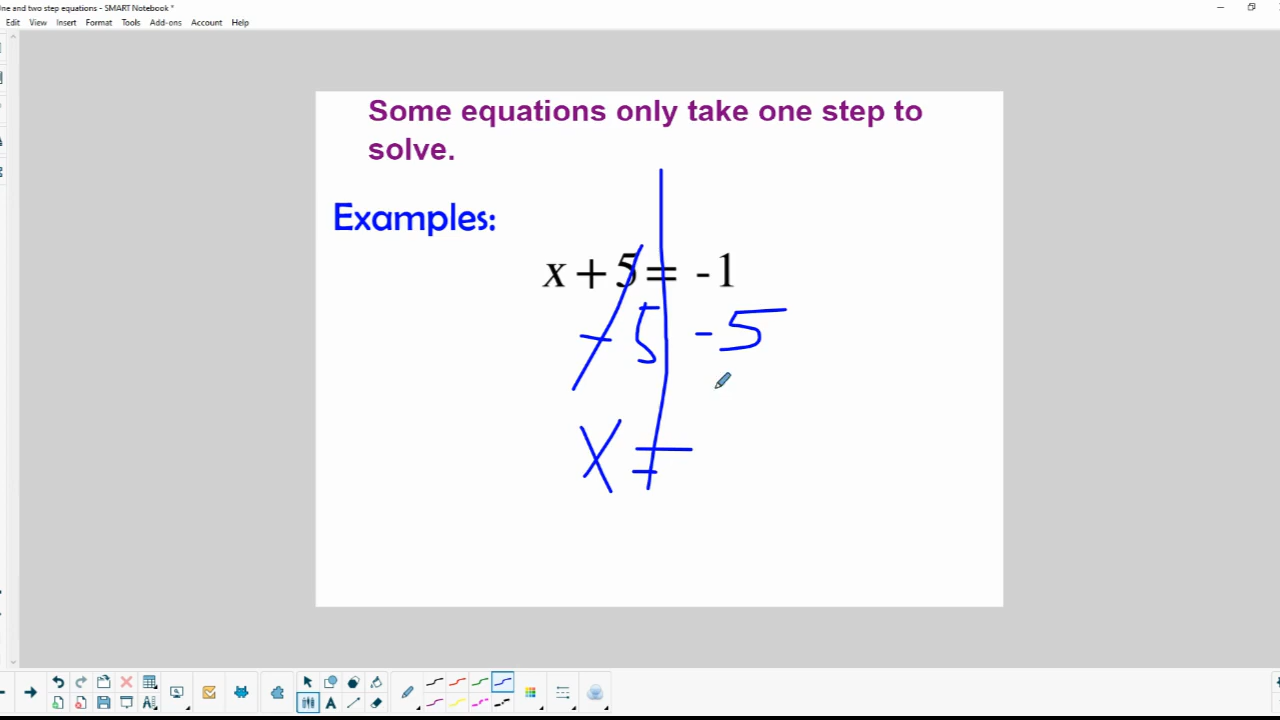 One and two step equations - SMART Notebook *
Edit View Insert Format Tools Add-ons Account Help
Some equations only take one step to
solve.
Examples:
x + 5 = -1
- 5 - 5
x =